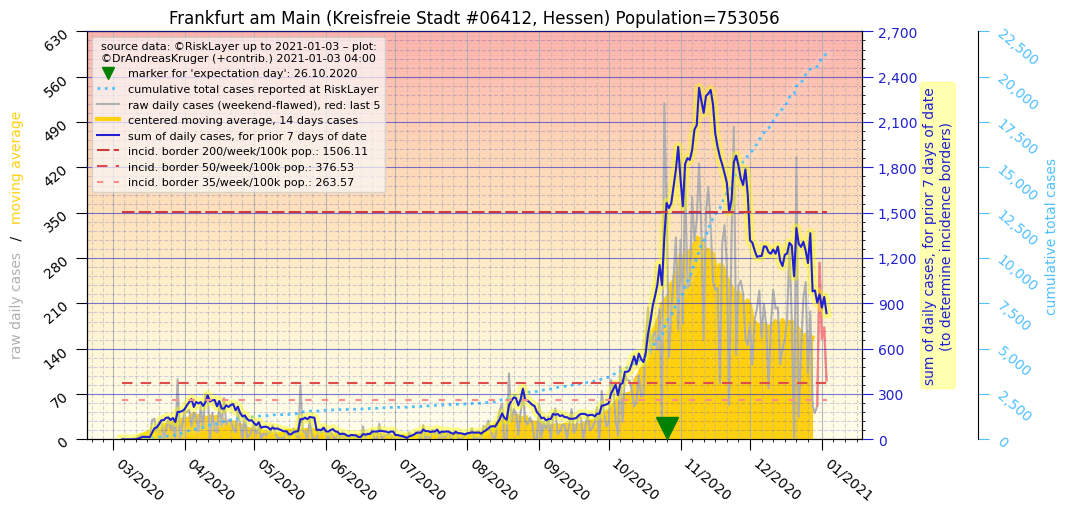 Frankfurt am Main (Kreisfreie Stadt #06412, Hessen) Population=753056
source data: ©RiskLayer up to 2021-01-03 – plot:
©DrAndreasKruger (+contrib.) 2021-01-03 04:00
marker for 'expectation day': 26.10.2020
cumulative total cases reported at RiskLayer
raw daily cases (weekend-flawed), red: last 5
centered moving average, 14 days cases
sum of daily cases, for prior 7 days of date
incid. border 200/week/100k pop.: 1506.11
incid. border 50/week/100k pop.: 376.53
incid. border 35/week/100k pop.: 263.57
raw daily cases / moving average
630
560
490
420
350
280
210
140
70
0
03/2020
04/2020
05/2020
06/2020
07/2020
08/2020
09/2020
10/2020
11/2020
12/2020
01/2021
2,700
2,400
2,100
1,800
1,500
1,200
900
600
300
0
sum of daily cases, for prior 7 days of date
(to determine incidence borders)
22,500
20,000
17,500
15,000
12,500
10,000
7,500
5,000
2,500
0
cumulative total cases